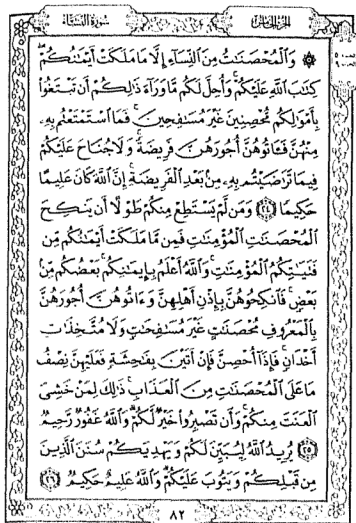 الجزء الخامس
سورة النساء
۞ وَالْمُحْصَنَاتُ مِنَ النِّسَاءِ إِلَّا مَا مَلَكَتْ أَيْمَانُكُمْ
كِتَابَ اللَّهِ عَلَيْكُمْ وَأُحِلَّ لَكُم مَّا وَرَاءَ ذَٰلِكُمْ أَن تَبْتَغُوا
بِأَمْوَالِكُم مُّحْصِنِينَ غَيْرَ مُسَافِحِينَ فَمَا اسْتَمْتَعْتُم بِهِ
مِنْهُنَّ فَآتُوهُنَّ أُجُورَهُنَّ فَرِيضَةً وَلَا جُنَاحَ عَلَيْكُمْ
فِيمَا تَرَاضَيْتُم بِهِ مِن بَعْدِ الْفَرِيضَةِ إِنَّ اللَّهَ كَانَ عَلِيمًا
حَكِيمًا ٢٤ وَمَن لَّمْ يَسْتَطِعْ مِنكُمْ طَوْلًا أَن يَنكِحَ
الْمُحْصَنَاتِ الْمُؤْمِنَاتِ فَمِن مَّا مَلَكَتْ أَيْمَانُكُم مِّن
فَتَيَاتِكُمُ الْمُؤْمِنَاتِ وَاللَّهُ أَعْلَمُ بِإِيمَانِكُم بَعْضُكُم مِّن
بَعْضٍ فَانكِحُوهُنَّ بِإِذْنِ أَهْلِهِنَّ وَآتُوهُنَّ أُجُورَهُنَّ
بِالْمَعْرُوفِ مُحْصَنَاتٍ غَيْرَ مُسَافِحَاتٍ وَلَا مُتَّخِذَاتِ
أَخْدَانٍ فَإِذَا أُحْصِنَّ فَإِنْ أَتَيْنَ بِفَاحِشَةٍ فَعَلَيْهِنَّ نِصْفُ
مَا عَلَى الْمُحْصَنَاتِ مِنَ الْعَذَابِ ذَٰلِكَ لِمَنْ خَشِيَ
الْعَنَتَ مِنكُمْ وَأَن تَصْبِرُوا خَيْرٌ لَّكُمْ وَاللَّهُ غَفُورٌ رَّحِيمٌ
٢٥ يُرِيدُ اللَّهُ لِيُبَيِّنَ لَكُمْ وَيَهْدِيَكُمْ سُنَنَ الَّذِينَ
مِن قَبْلِكُمْ وَيَتُوبَ عَلَيْكُمْ وَاللَّهُ عَلِيمٌ حَكِيمٌ ٢٦
٨٢